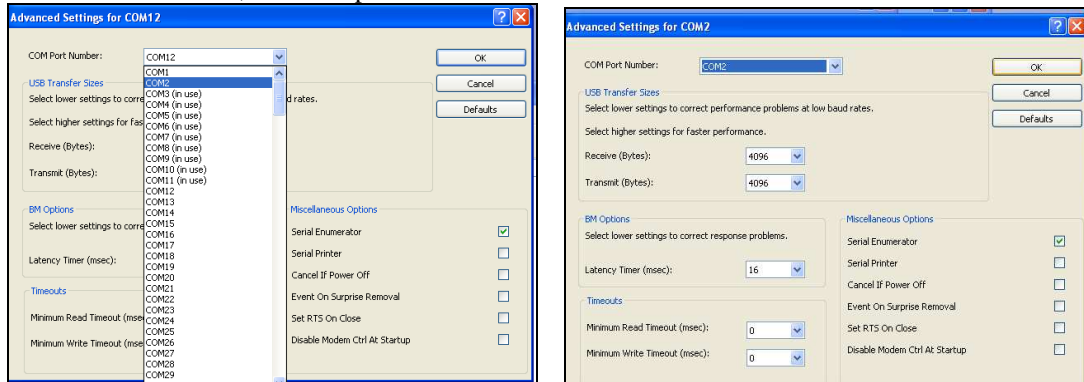 Advanced Settings for COM12
COM Port Number:
COM12
OK
Cancel
Defaults
COM1
COM2
COM3 (in use)
COM4 (in use)
COM5 (in use)
COM6 (in use)
COM7 (in use)
COM8 (in use)
COM9 (in use)
COM10 (in use)
COM11 (in use)
COM12
COM13
COM14
COM15
COM16
COM17
COM18
COM19
COM20
COM21
COM22
COM23
COM24
COM25
COM26
COM27
COM28
COM29
USB Transfer Sizes
Select lower settings to corre
d rates.
Select higher settings for fas
Receive (Bytes):
Transmit (Bytes):
BM Options
Select lower settings to corre
Latency Timer (msec):
Timeouts
Minimum Read Timeout (mse
Minimum Write Timeout (mse
Miscellaneous Options
Serial Enumerator
Serial Printer
Cancel If Power Off
Event On Surprise Removal
Set RTS On Close
Disable Modem Ctrl At Startup
Advanced Settings for COM2
COM Port Number:
COM2
OK
Cancel
Defaults
USB Transfer Sizes
Select lower settings to correct performance problems at low baud rates.
Select higher settings for faster performance.
Receive (Bytes):
4096
Transmit (Bytes):
4096
BM Options
Select lower settings to correct response problems.
Latency Timer (msec):
16
Timeouts
Minimum Read Timeout (msec):
0
Minimum Write Timeout (msec):
0
Miscellaneous Options
Serial Enumerator
Serial Printer
Cancel If Power Off
Event On Surprise Removal
Set RTS On Close
Disable Modem Ctrl At Startup